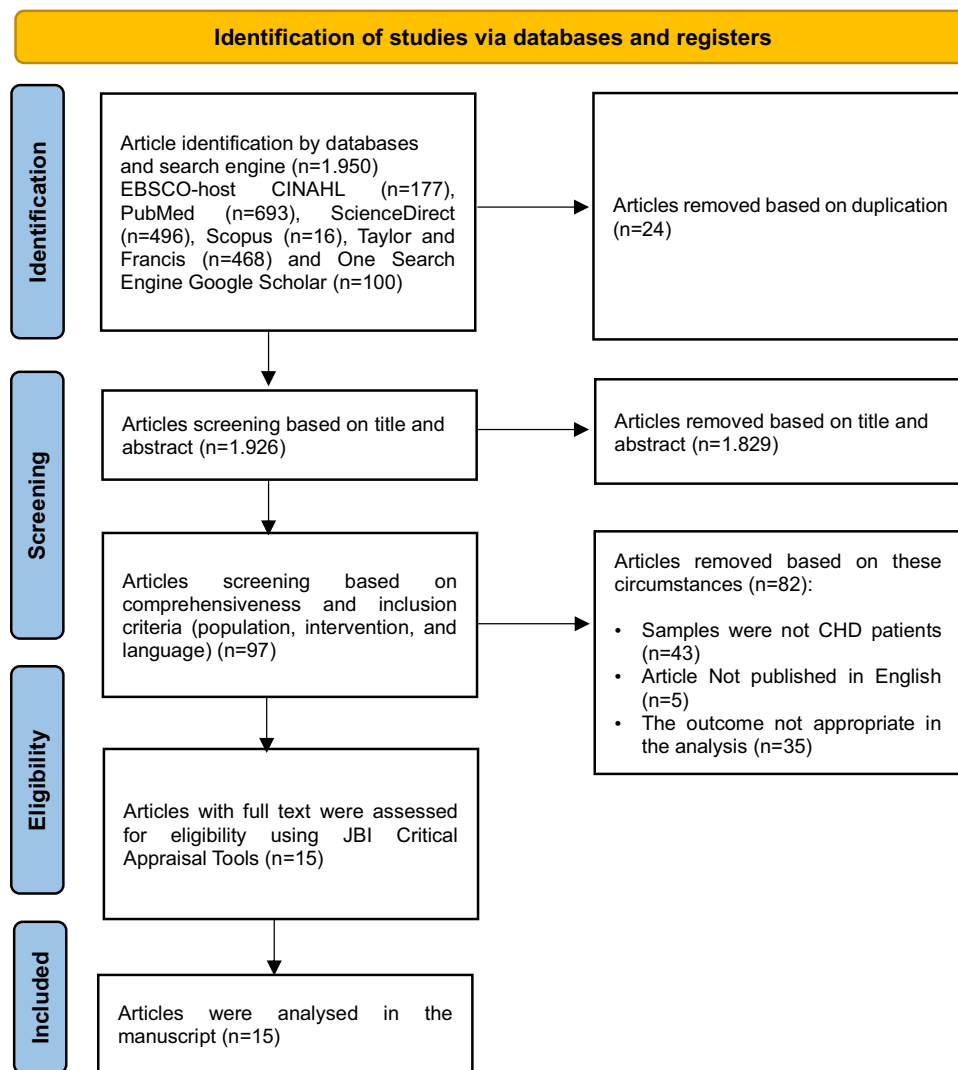 Identification of studies via databases and registers
Identification
Article identification by databases
and search engine (n=1.950)
EBSCO-host CINAHL (n=177),
PubMed (n=693), ScienceDirect
(n=496), Scopus (n=16), Taylor and
Francis (n=468) and One Search
Engine Google Scholar (n=100)
Articles removed based on duplication
(n=24)
Screening
Articles screening based on title and
abstract (n=1.926)
Articles removed based on title and
abstract (n=1.829)
Articles screening based on
comprehensiveness and inclusion
criteria (population, intervention, and
language) (n=97)
Articles removed based on these
circumstances (n=82):
• Samples were not CHD patients
(n=43)
• Article Not published in English
(n=5)
• The outcome not appropriate in
the analysis (n=35)
Eligibility
Articles with full text were assessed
for eligibility using JBI Critical
Appraisal Tools (n=15)
Included
Articles were analysed in the
manuscript (n=15)